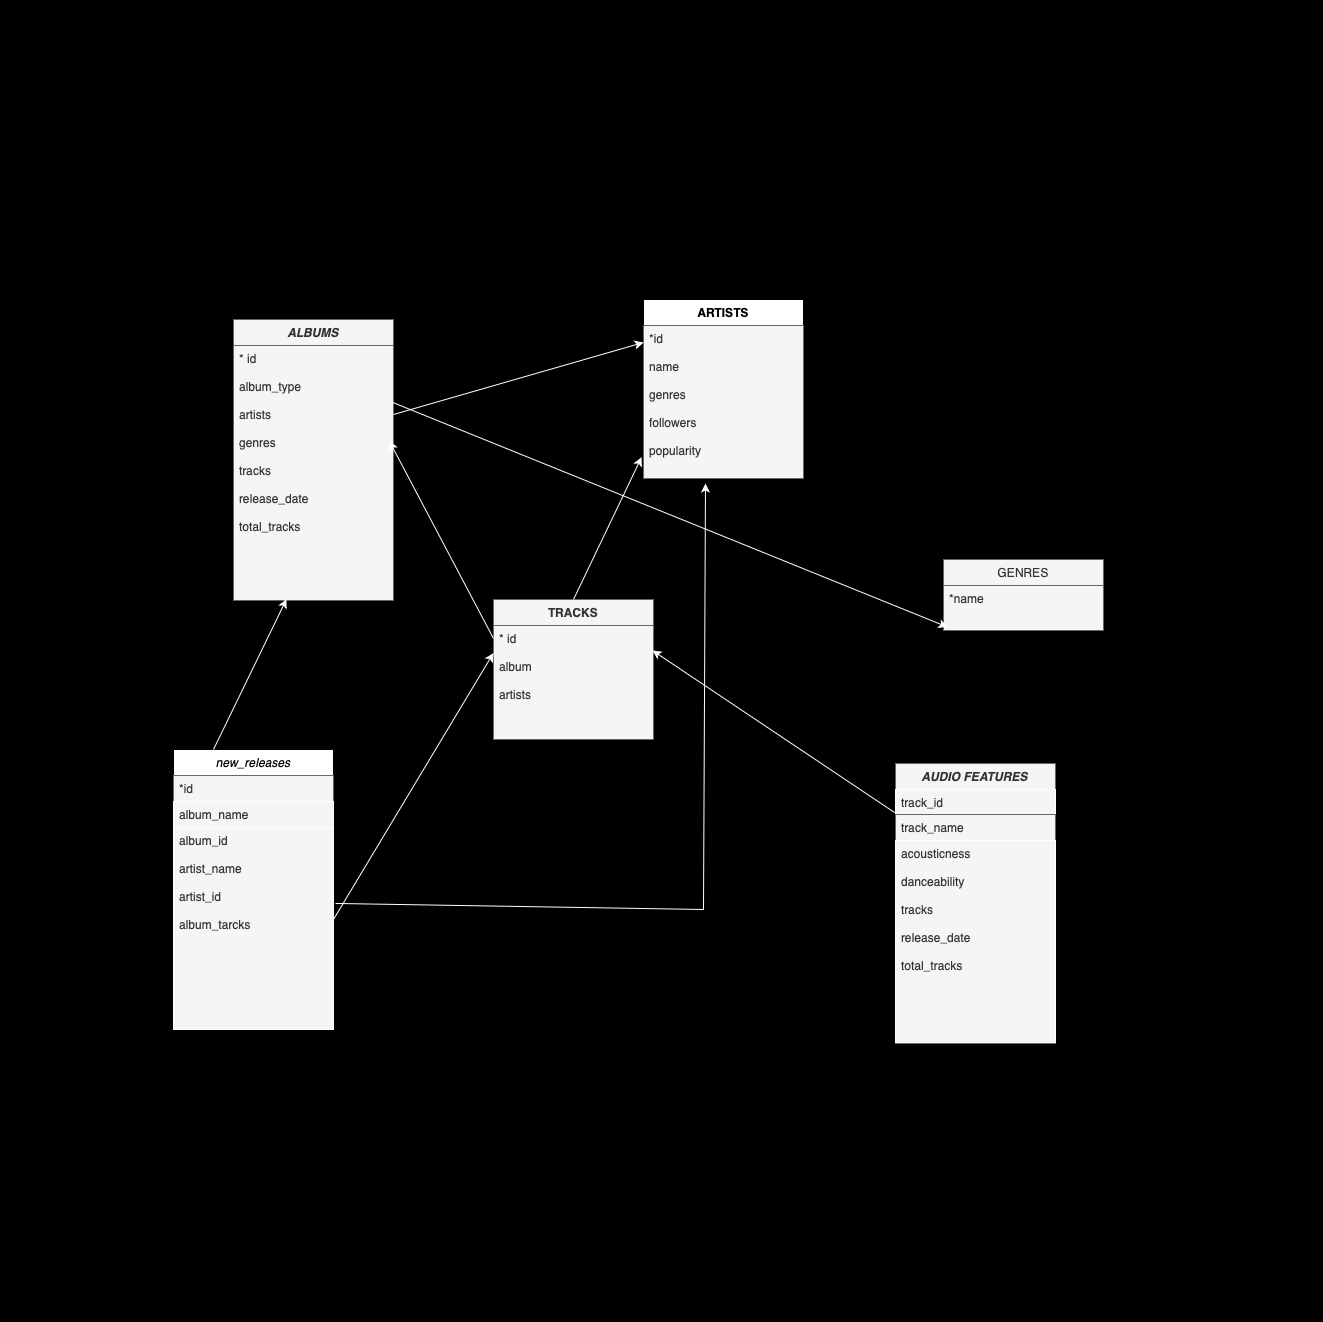 ALBUMS
* id
album_type
artists
genres
tracks
release_date
total_tracks
ARTISTS
*id
name
genres
followers
popularity
GENRES
*name
TRACKS
* id
album
artists
new_releases
*id
album_name
album_id
artist_name
artist_id
album_tarcks
AUDIO FEATURES
track_id
track_name
acousticness
danceability
tracks
release_date
total_tracks